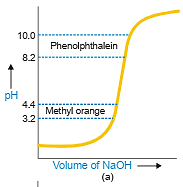 10.0
Phenolphthalein
8.2
pH
4.4
Methyl orange
3.2
Volume of NaOH
(a)